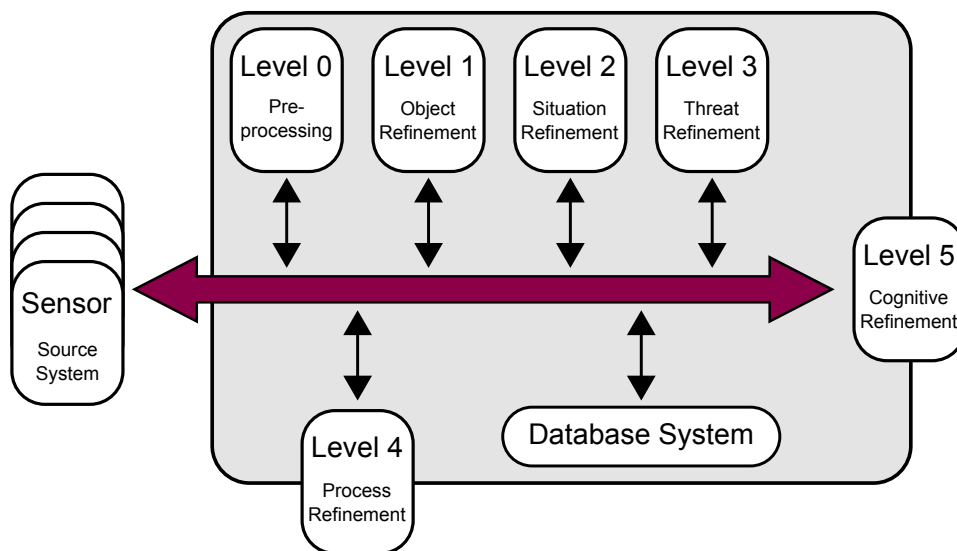 Level 0
Pre-
processing
Level 1
Object
Refinement
Level 2
Situation
Refinement
Level 3
Threat
Refinement
Sensor
Source
System
Level 5
Cognitive
Refinement
Level 4
Process
Refinement
Database System